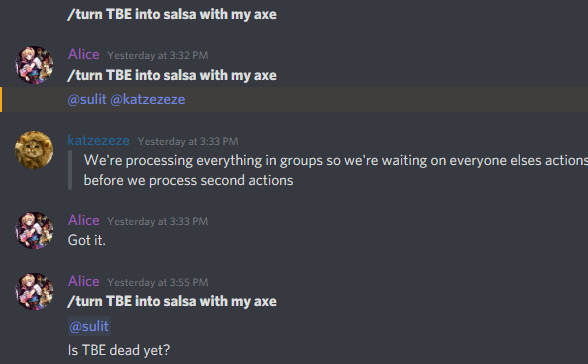 /turn TBE into salsa with my axe
Alice Yesterday at 3:32 PM
/turn TBE into salsa with my axe
@sulit @katzezeze
katzezeze Yesterday at 3:33 PM
We're processing everything in groups so we're waiting on everyone elses actions
before we process second actions
Alice Yesterday at 3:33 PM
Got it.
Alice Yesterday at 3:55 PM
/turn TBE into salsa with my axe
@sulit
Is TBE dead yet?